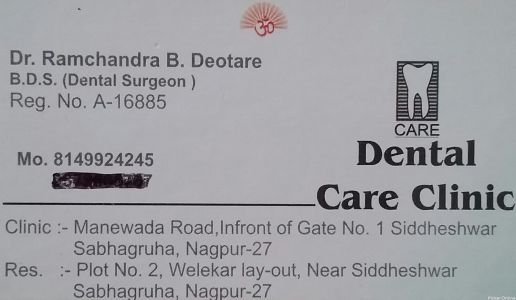 ॐ
Dr. Ramchandra B. Deotare
B.D.S. (Dental Surgeon )
Reg. No. A-16885
Mo. 8149924245
CARE
Dental
Care Clinic
Clinic :- Manewada Road,Infront of Gate No. 1 Siddheshwar
Sabhagruha, Nagpur-27
Res. :- Plot No. 2, Welekar lay-out, Near Siddheshwar
Sabhagruha, Nagpur-27